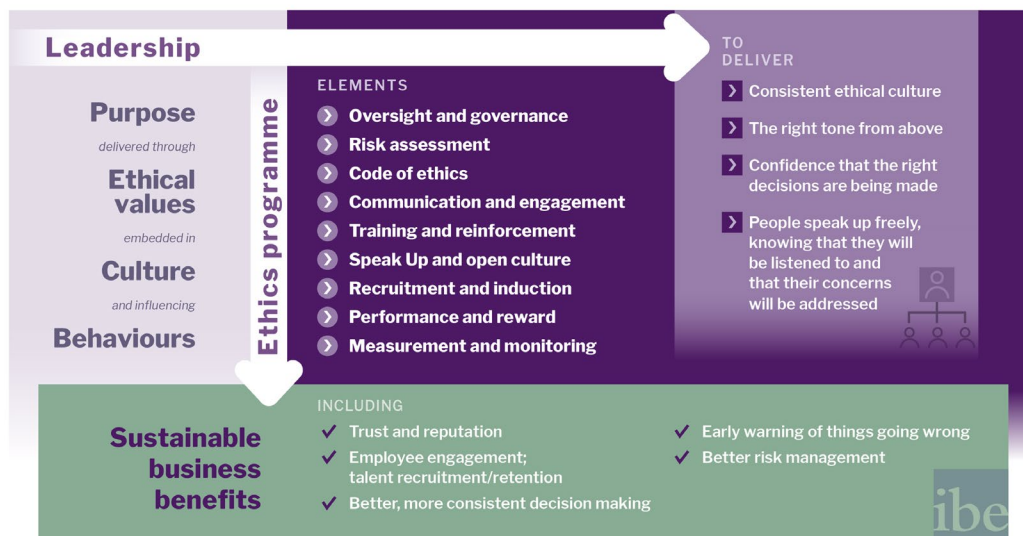 Leadership
Purpose
delivered through
Ethical
values
embedded in
Culture
and influencing
Behaviours
Ethics programme
ELEMENTS
Oversight and governance
Risk assessment
Code of ethics
Communication and engagement
Training and reinforcement
Speak Up and open culture
Recruitment and induction
Performance and reward
Measurement and monitoring
TO
DELIVER
Consistent ethical culture
The right tone from above
Confidence that the right
decisions are being made
People speak up freely,
knowing that they will
be listened to and
that their concerns
will be addressed
Sustainable
business
benefits
INCLUDING
Trust and reputation
Employee engagement;
talent recruitment/retention
Better, more consistent decision making
Early warning of things going wrong
Better risk management
ibe